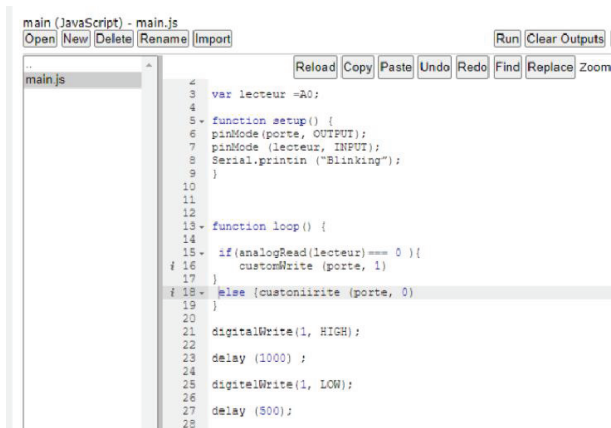 main (JavaScript) - main.js
Open New Delete Rename Import
Run Clear Outputs
Reload Copy Paste Undo Redo Find Replace Zoom
..
main.js
2
3 var lecteur =A0;
4
5 function setup() {
6 pinMode(porte, OUTPUT);
7 pinMode (lecteur, INPUT);
8 Serial.printin ("Blinking");
9 }
10
11
12
13 function loop() {
14
15 if(analogRead(lecteur)=== 0 ){
i 16 customWrite (porte, 1)
17 }
i 18 else {custoniirite (porte, 0)
19 }
20
21 digitalWrite(1, HIGH);
22
23 delay (1000) ;
24
25 digitelWrite(1, LOW);
26
27 delay (500);
28